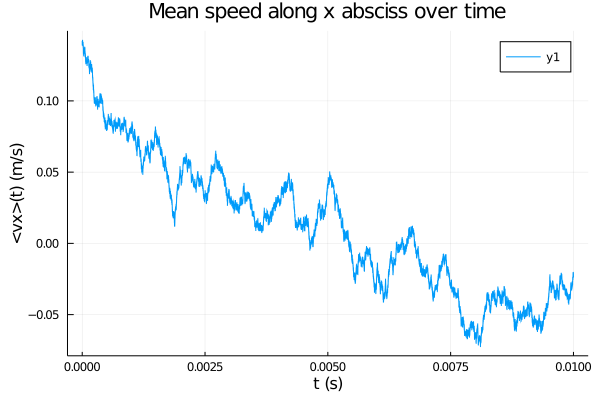 Mean speed along x absciss over time
y1
<vx>(t) (m/s)
0.10
0.05
0.00
−0.05
0.0000
0.0025
0.0050
0.0075
0.0100
t (s)